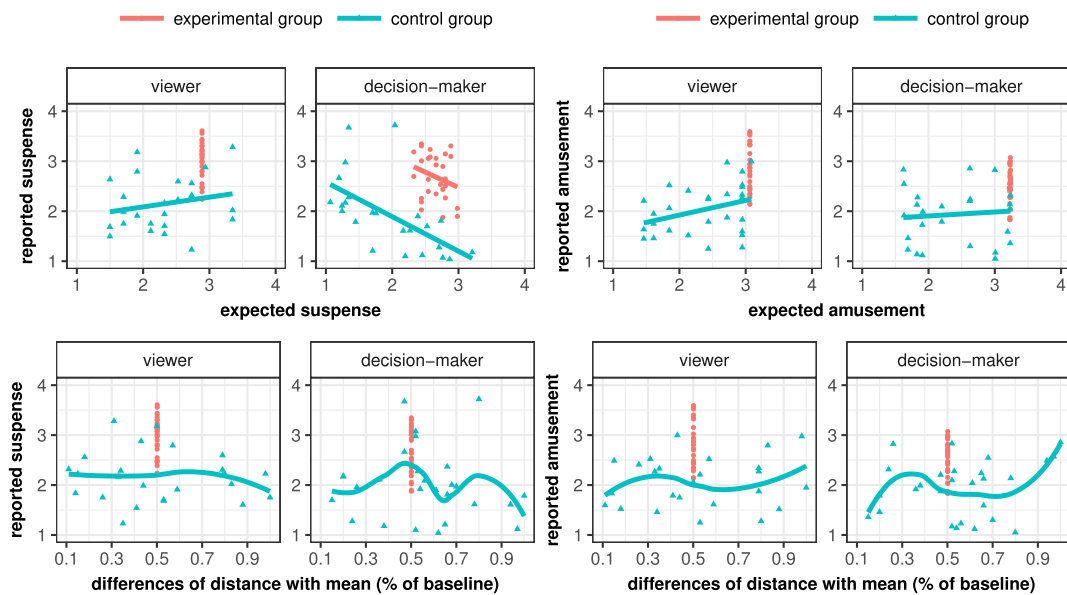 experimental group control group experimental group control group
viewer decision−maker viewer decision−maker
reported suspense
4
3
2
1
reported amusement
4
3
2
1
1 2 3 4 1 2 3 4 1 2 3 4 1 2 3 4
expected suspense expected amusement
viewer decision−maker viewer decision−maker
reported suspense
4
3
2
1
reported amusement
4
3
2
1
0.1 0.3 0.5 0.7 0.9 0.1 0.3 0.5 0.7 0.9 0.1 0.3 0.5 0.7 0.9 0.1 0.3 0.5 0.7 0.9
differences of distance with mean (% of baseline) differences of distance with mean (% of baseline)